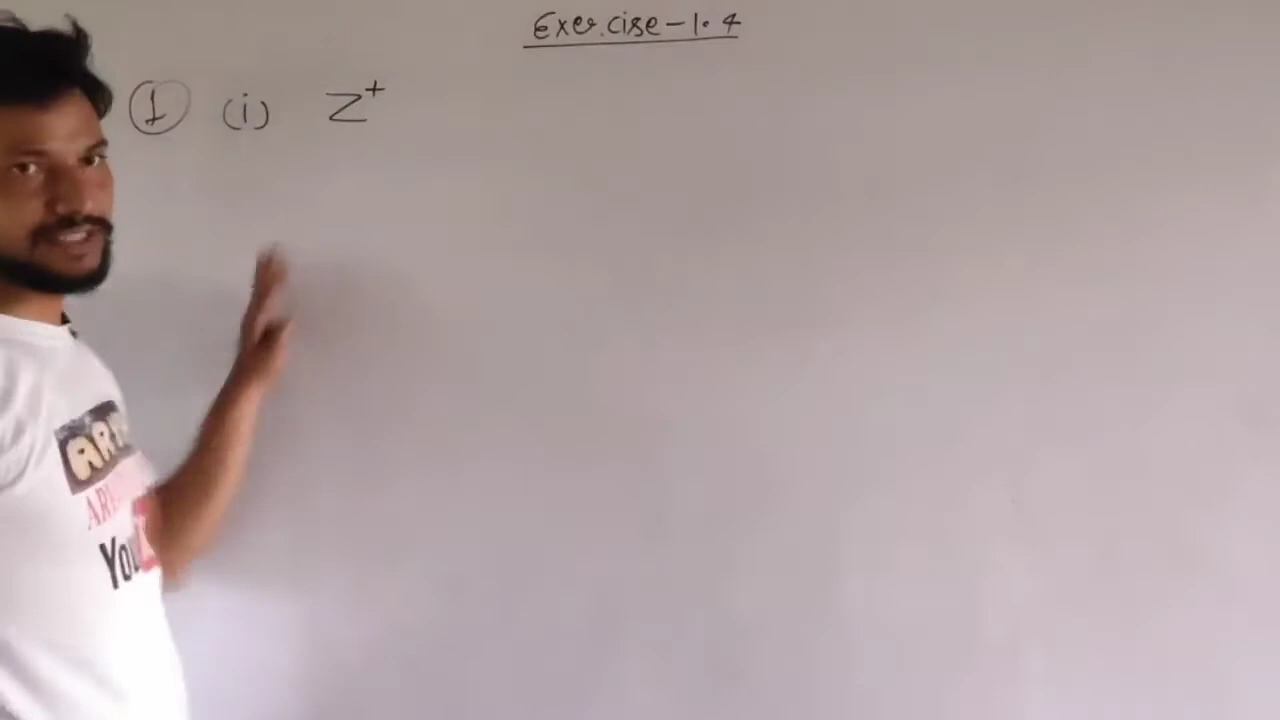 Exercise - 1.4
① (i) Z⁺